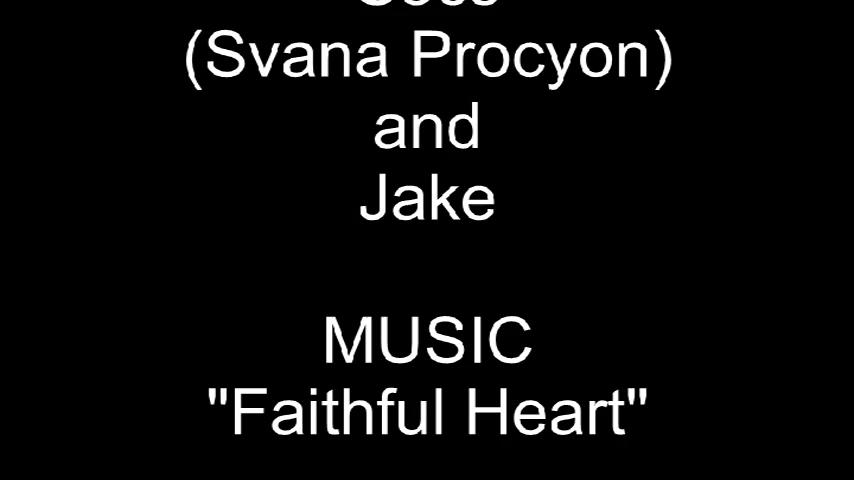 (Svana Procyon)
and
Jake
MUSIC
"Faithful Heart"